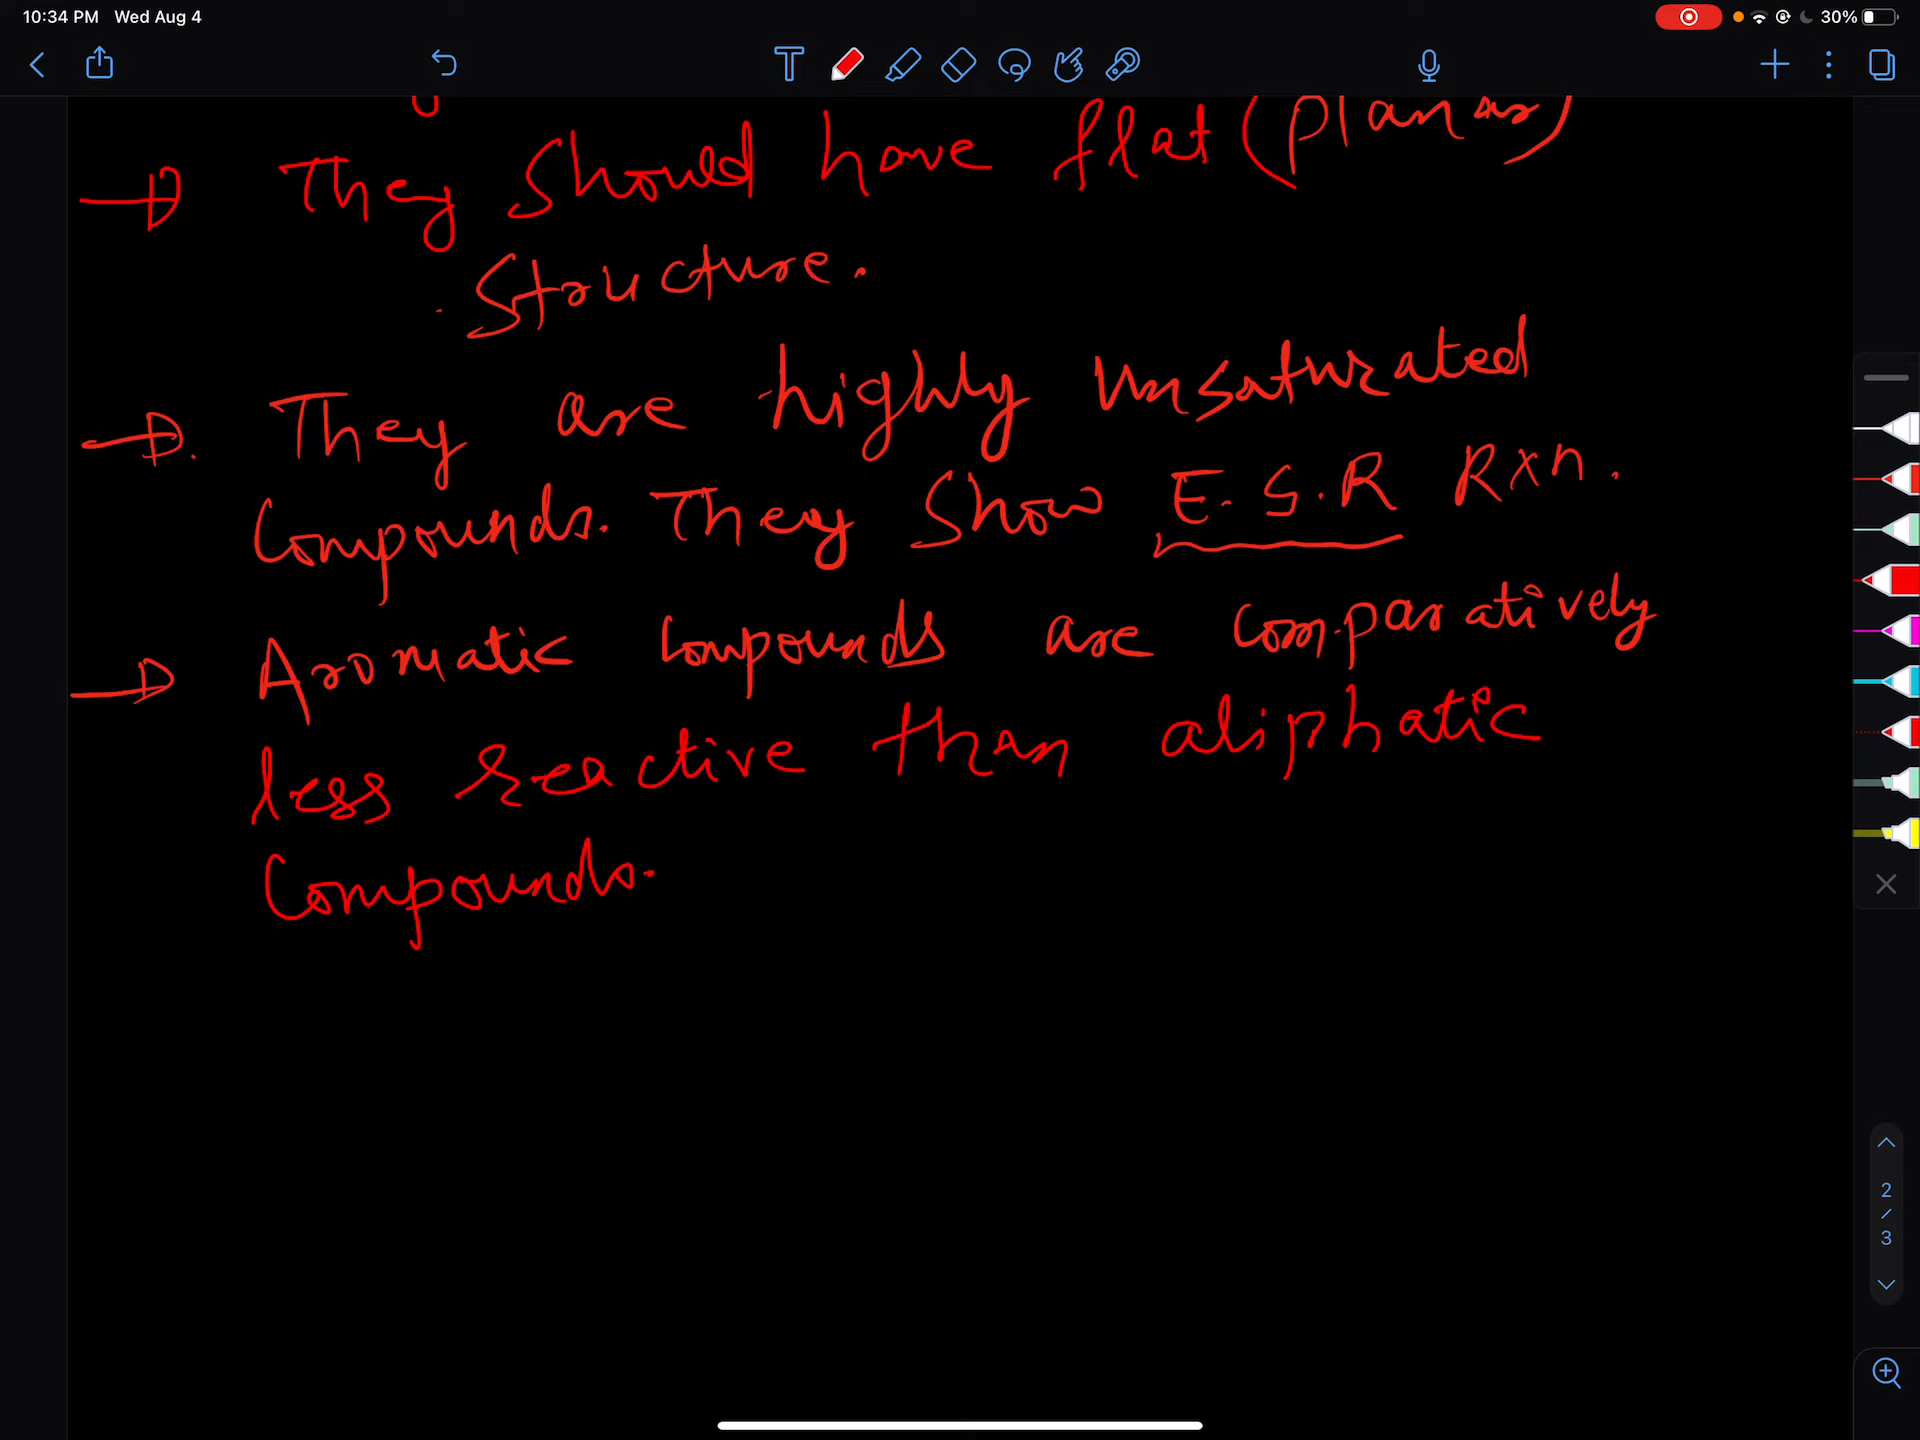 10:34 PM Wed Aug 4 30%
They should have flat (planar)
structure.
They are highly unsaturated
compounds. They show E.S.R Rxn.
Aromatic compounds are comparatively
less reactive than aliphatic
compounds.
2
/
3